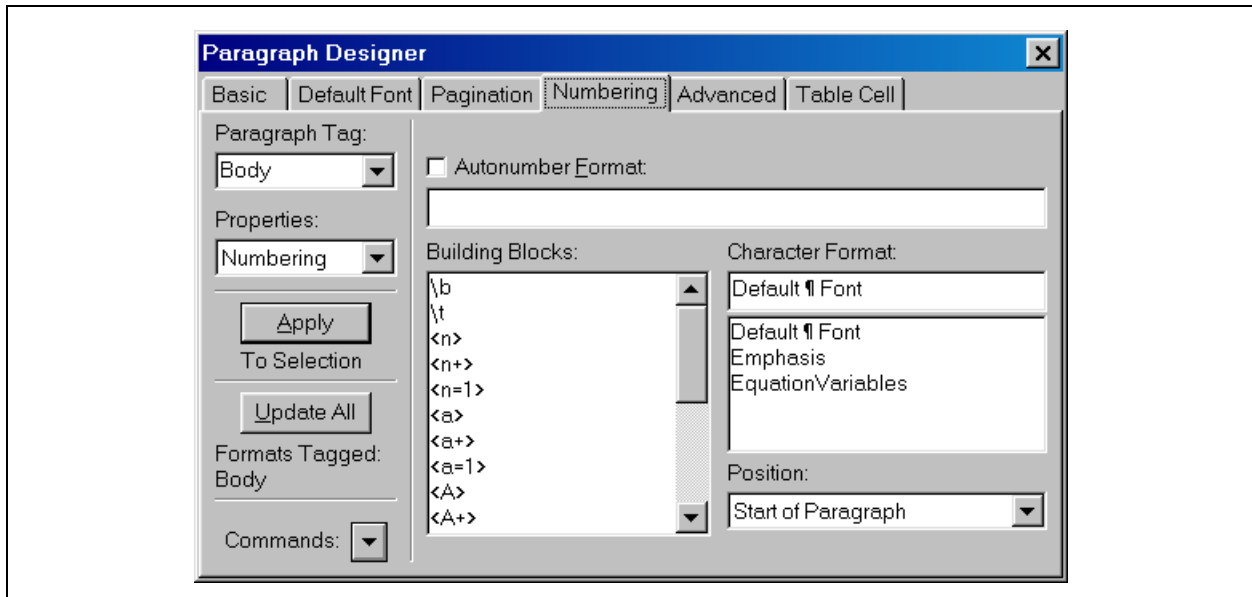 Paragraph Designer
Basic Default Font Pagination Numbering Advanced Table Cell
Paragraph Tag:
Body
Properties:
Numbering
Apply
To Selection
Update All
Formats Tagged:
Body
Commands:
Autonumber Format:
Building Blocks:
\b
\t
<n>
<n+>
<n=1>
<a>
<a+>
<a=1>
<A>
<A+>
Character Format:
Default ¶ Font
Default ¶ Font
Emphasis
EquationVariables
Position:
Start of Paragraph